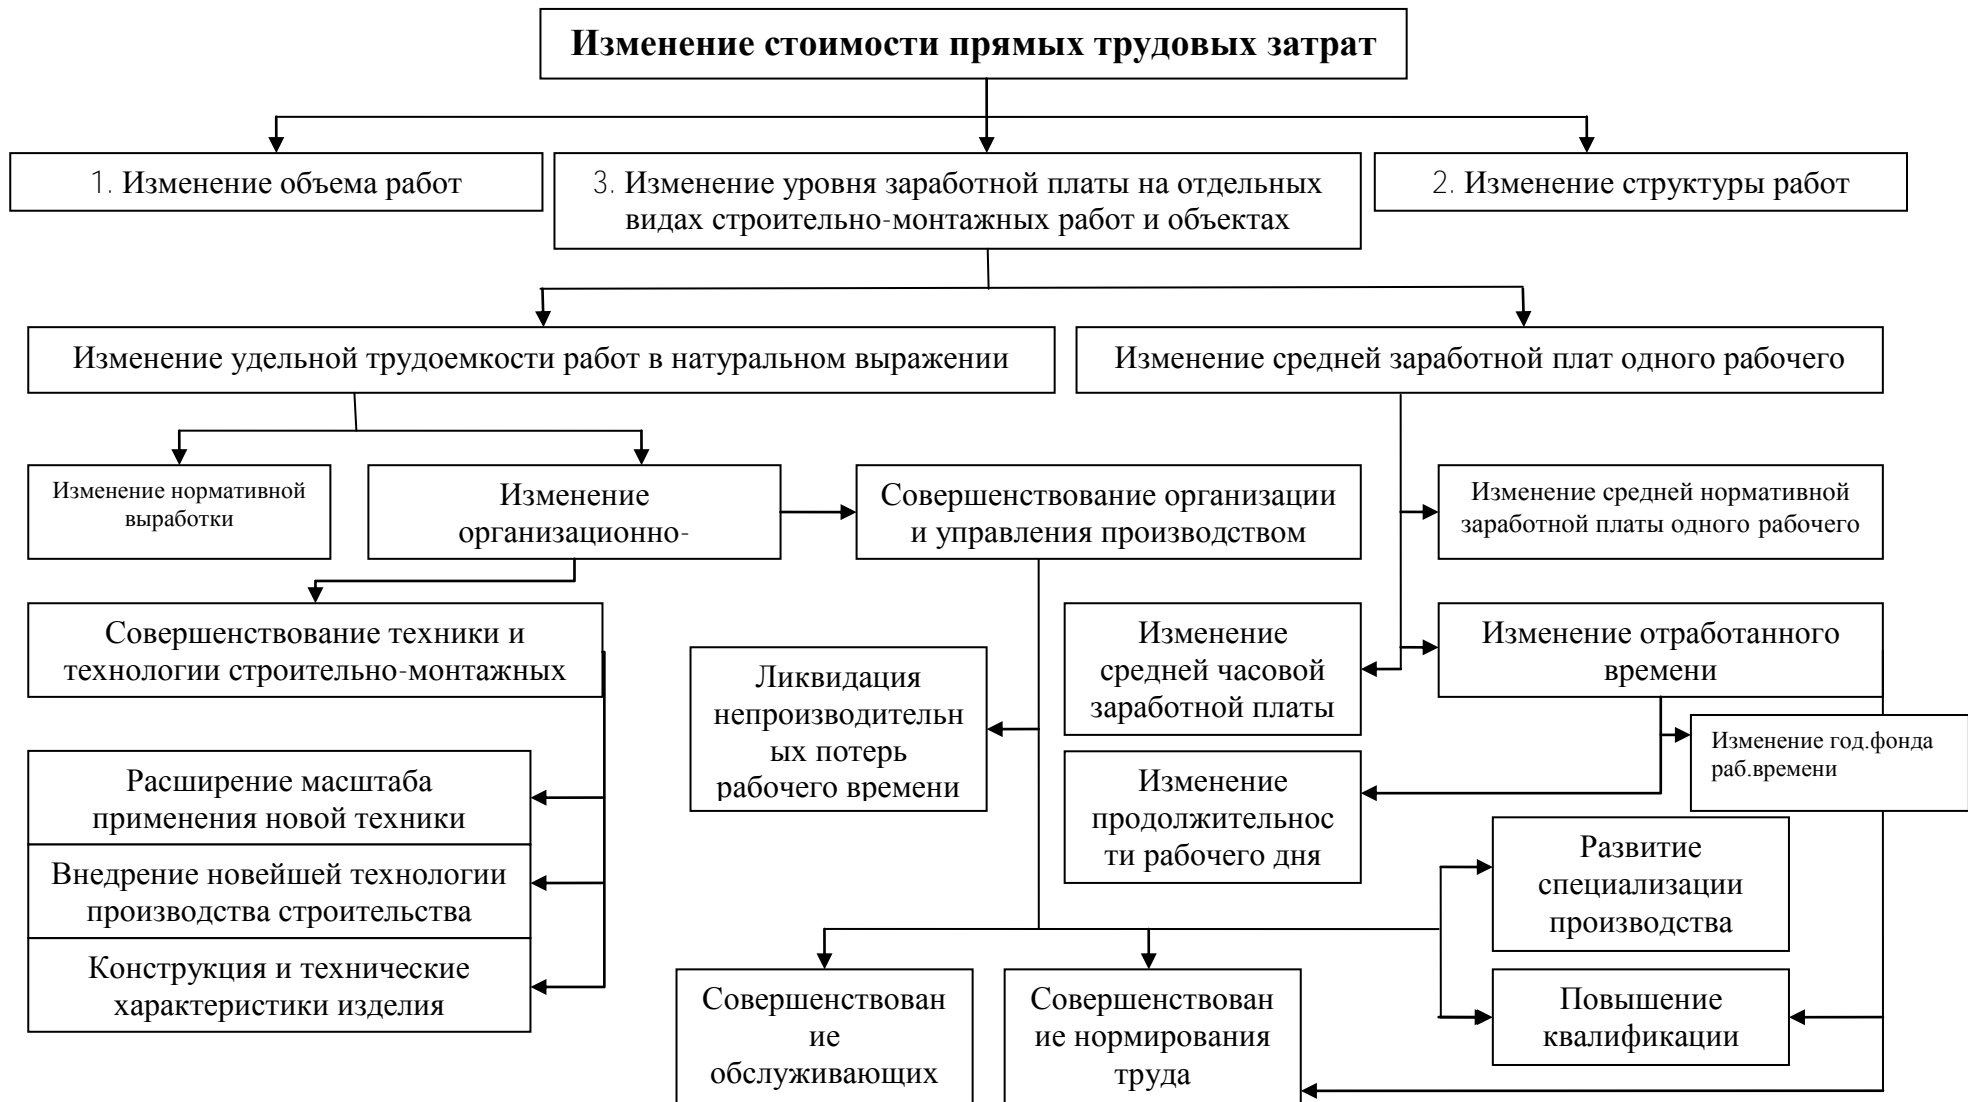 Изменение стоимости прямых трудовых затрат
1. Изменение объема работ
3. Изменение уровня заработной платы на отдельных
видах строительно-монтажных работ и объектах
2. Изменение структуры работ
Изменение удельной трудоемкости работ в натуральном выражении
Изменение средней заработной плат одного рабочего
Изменение нормативной
выработки
Изменение
организационно-
Совершенствование организации
и управления производством
Изменение средней нормативной
заработной платы одного рабочего
Совершенствование техники и
технологии строительно-монтажных
Ликвидация
непроизводительн
ых потерь
рабочего времени
Изменение
средней часовой
заработной платы
Изменение отработанного
времени
Изменение год.фонда
раб.времени
Расширение масштаба
применения новой техники
Изменение
продолжительнос
ти рабочего дня
Внедрение новейшей технологии
производства строительства
Развитие
специализации
производства
Конструкция и технические
характеристики изделия
Совершенствован
ие
обслуживающих
Совершенствован
ие нормирования
труда
Повышение
квалификации